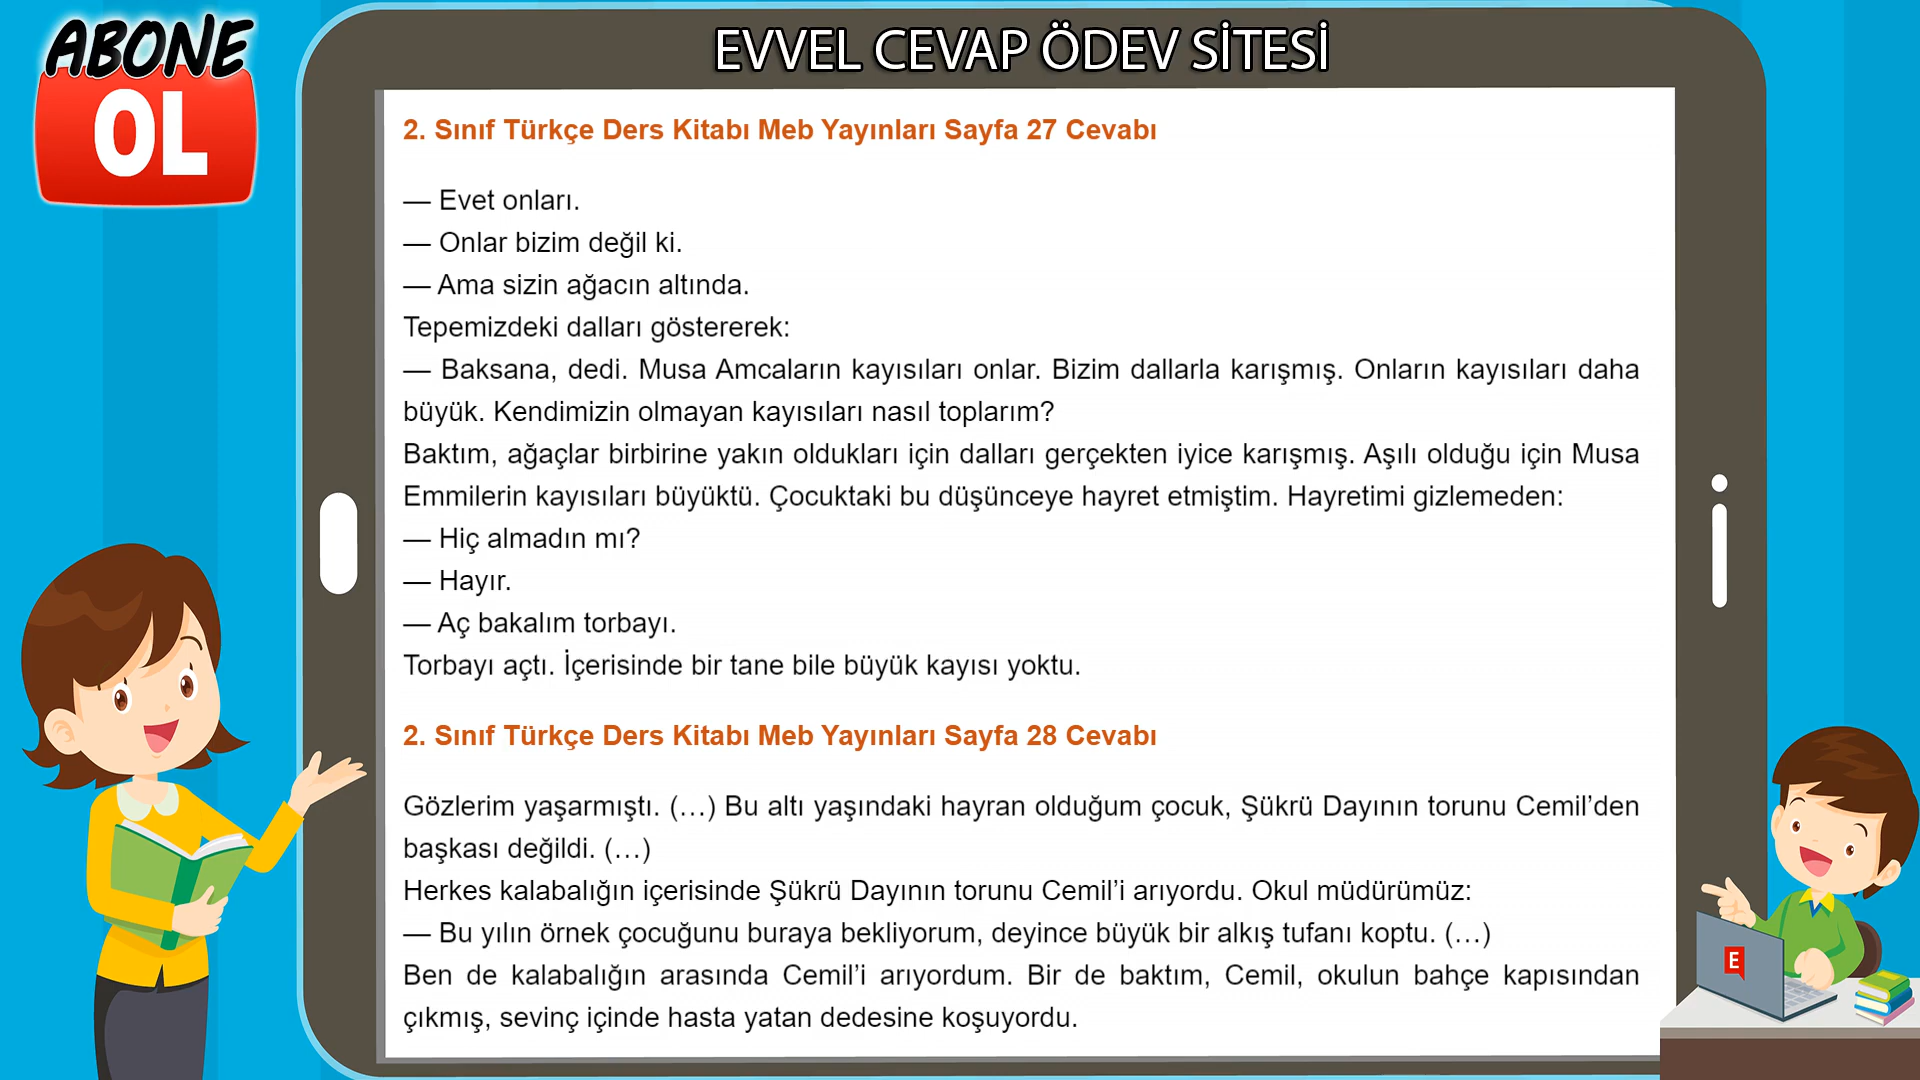 ABONE
OL
EVVEL CEVAP ÖDEV SİTESİ
2. Sınıf Türkçe Ders Kitabı Meb Yayınları Sayfa 27 Cevabı
— Evet onları.
— Onlar bizim değil ki.
— Ama sizin ağacın altında.
Tepemizdeki dalları göstererek:
— Baksana, dedi. Musa Amcaların kayısıları onlar. Bizim dallarla karışmış. Onların kayısıları daha
büyük. Kendimizin olmayan kayısıları nasıl toplarım?
Baktım, ağaçlar birbirine yakın oldukları için dalları gerçekten iyice karışmış. Aşılı olduğu için Musa
Emmilerin kayısıları büyüktü. Çocuktaki bu düşünceye hayret etmiştim. Hayretimi gizlemeden:
— Hiç almadın mı?
— Hayır.
— Aç bakalım torbayı.
Torbayı açtı. İçerisinde bir tane bile büyük kayısı yoktu.
2. Sınıf Türkçe Ders Kitabı Meb Yayınları Sayfa 28 Cevabı
Gözlerim yaşarmıştı. (…) Bu altı yaşındaki hayran olduğum çocuk, Şükrü Dayının torunu Cemil’den
başkası değildi. (…)
Herkes kalabalığın içerisinde Şükrü Dayının torunu Cemil’i arıyordu. Okul müdürümüz:
— Bu yılın örnek çocuğunu buraya bekliyorum, deyince büyük bir alkış tufanı koptu. (…)
Ben de kalabalığın arasında Cemil’i arıyordum. Bir de baktım, Cemil, okulun bahçe kapısından
çıkmış, sevinç içinde hasta yatan dedesine koşuyordu.
E